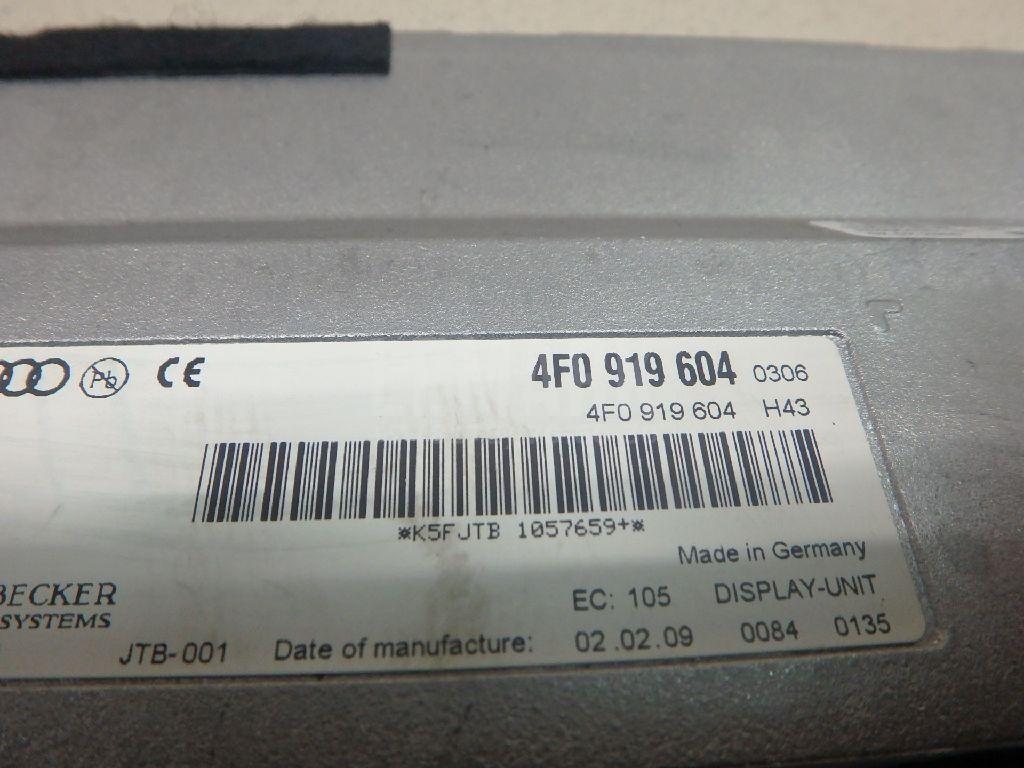 Pb CE
4F0 919 604 0306
4F0 919 604 H43
*K5FJTB 1057659+*
Made in Germany
BECKER
SYSTEMS
EC: 105 DISPLAY-UNIT
JTB-001 Date of manufacture: 02.02.09 0084 0135